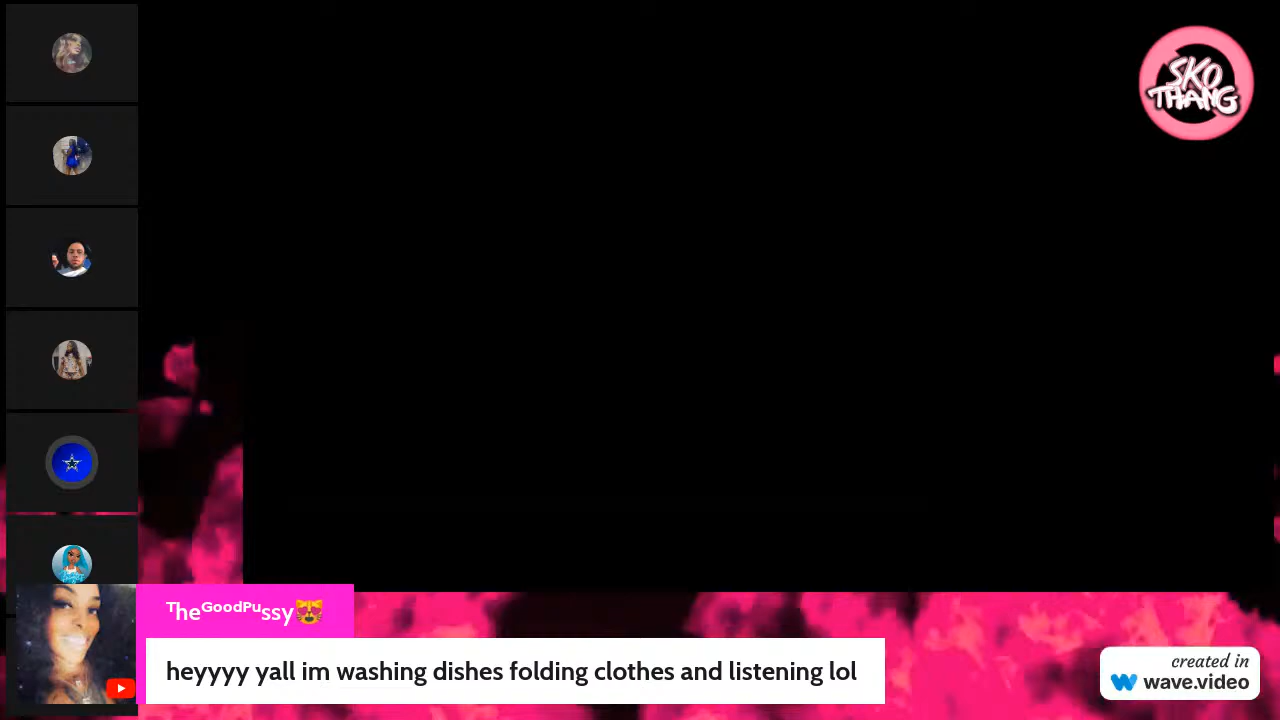 SKO
THANG
ᵀheᴳᵒᵒᵈᴾᵘssy😻
heyyyy yall im washing dishes folding clothes and listening lol
created in
wave.video